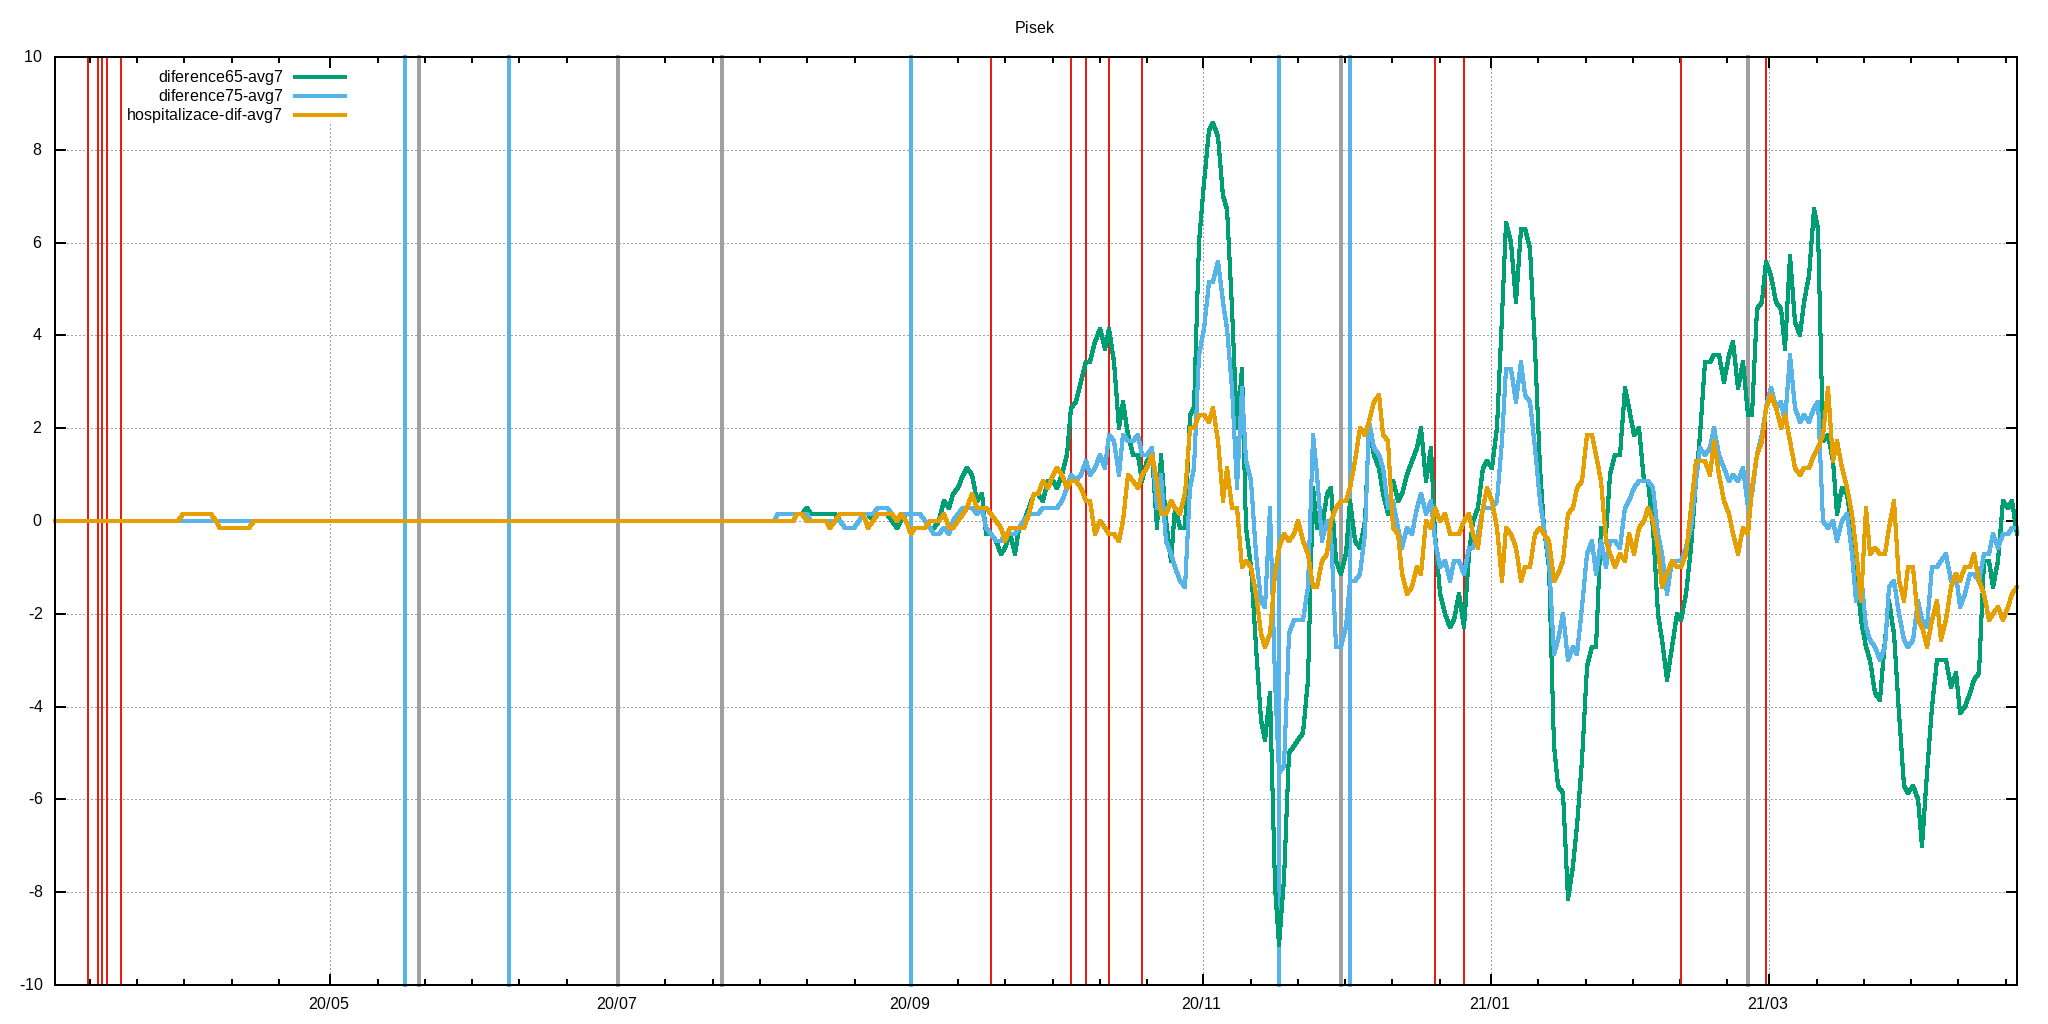 Pisek
diference65-avg7
diference75-avg7
hospitalizace-dif-avg7
10
8
6
4
2
0
-2
-4
-6
-8
-10
20/05 20/07 20/09 20/11 21/01 21/03